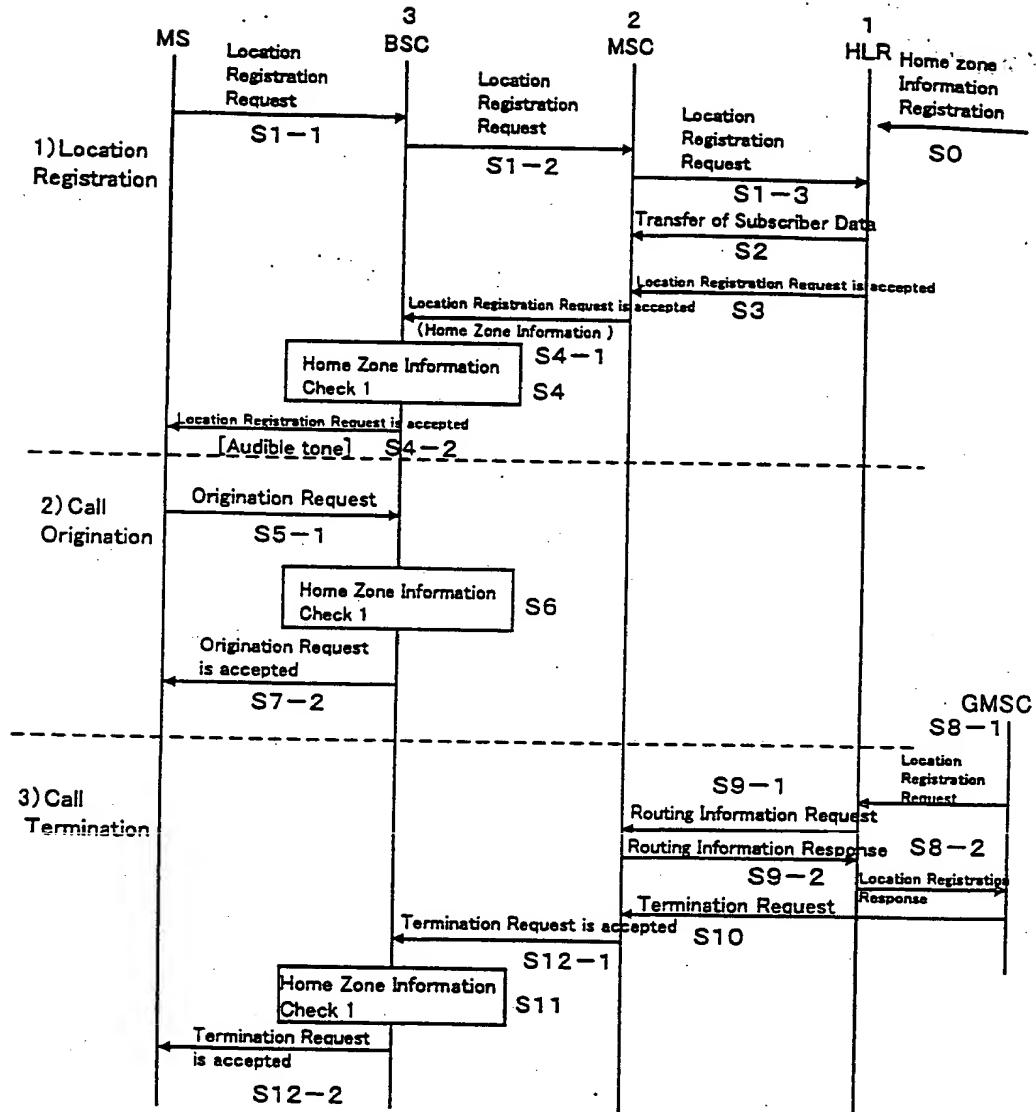 MS
3
BSC
2
MSC
1
HLR
Location
Registration
Request
S1-1
Location
Registration
Request
S1-2
Location
Registration
Request
S1-3
Home zone
Information
Registration
S0
1) Location
Registration
Transfer of Subscriber Data
S2
Location Registration Request is accepted
S3
Location Registration Request is accepted
(Home Zone Information)
S4-1
Home Zone Information
Check 1
S4
Location Registration Request is accepted
[Audible tone]
S4-2
2) Call
Origination
Origination Request
S5-1
Home Zone Information
Check 1
S6
Origination Request
is accepted
S7-2
GMSC
S8-1
3) Call
Termination
Location
Registration
Request
S9-1
Routing Information Request
S8-2
Routing Information Response
S9-2
Location Registration
Response
Termination Request
S10
Termination Request is accepted
S12-1
Home Zone Information
Check 1
S11
Termination Request
is accepted
S12-2